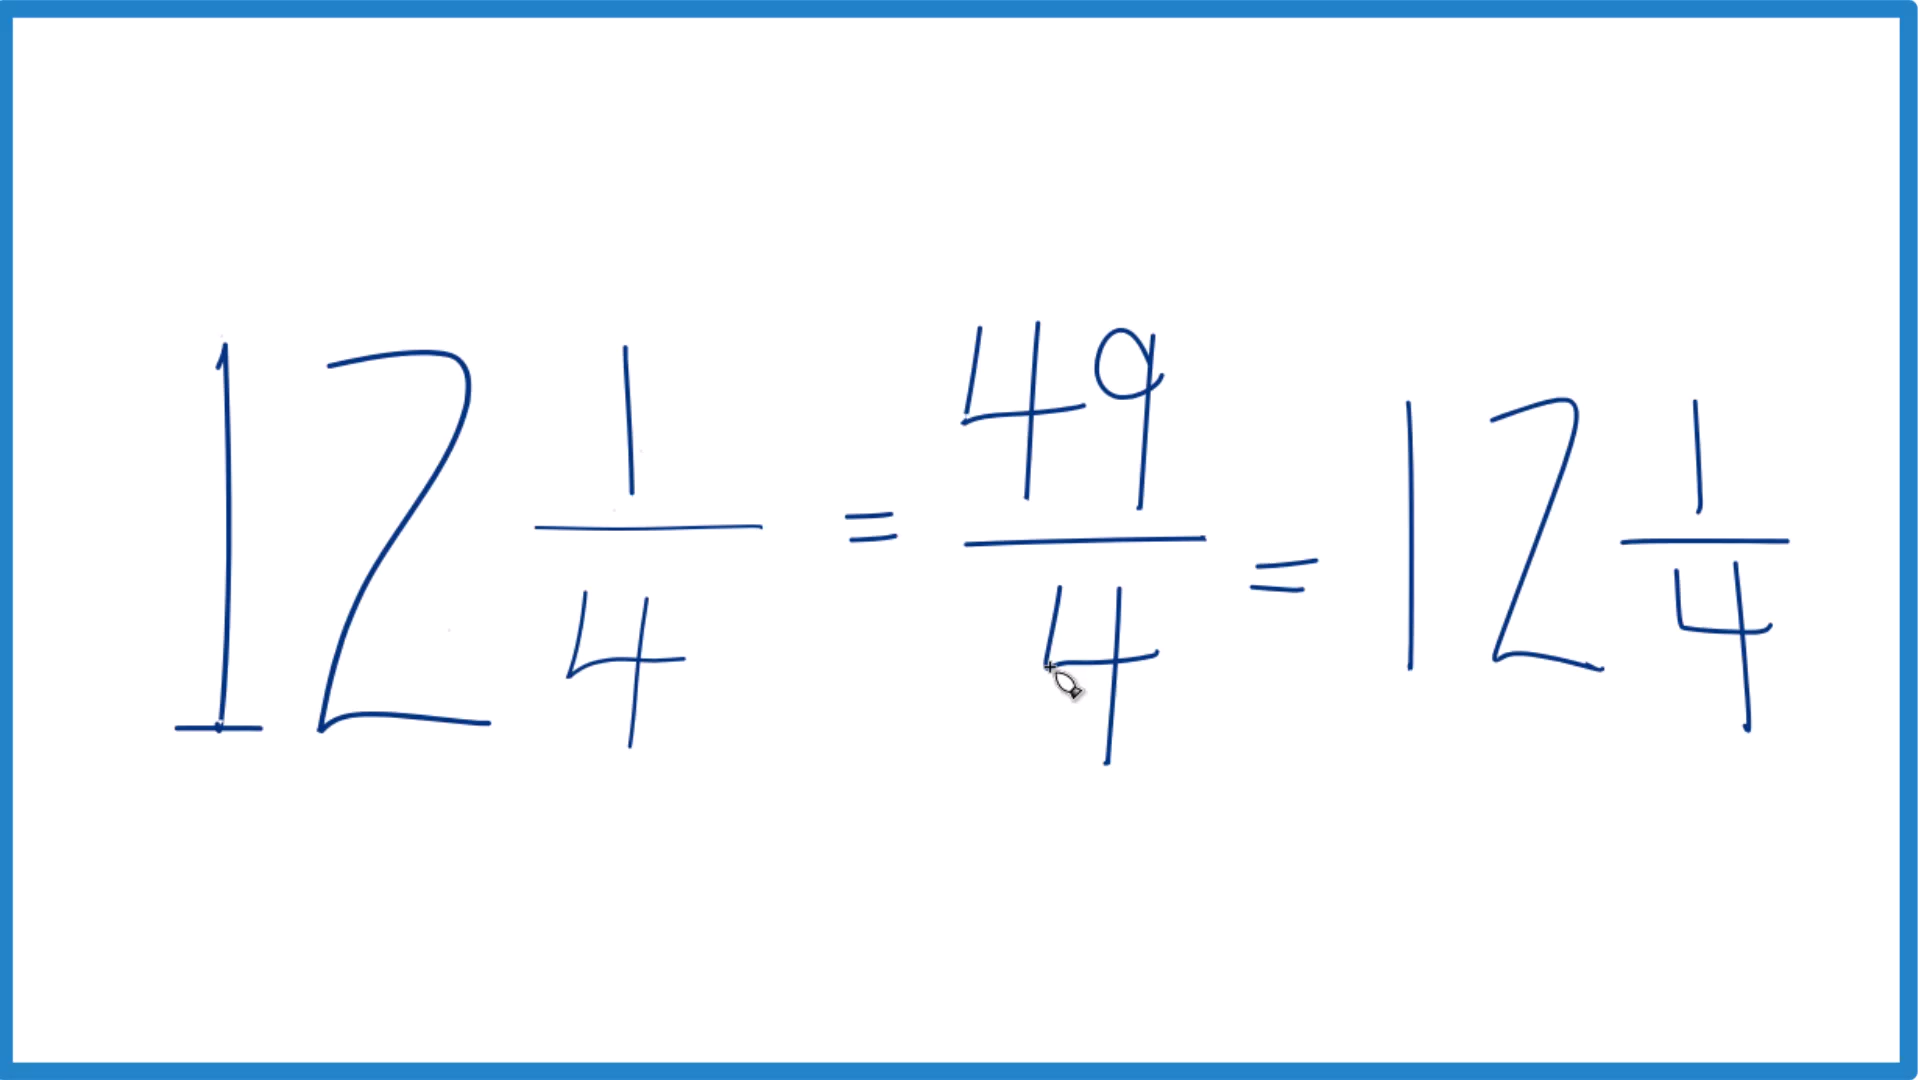 12 1/4 = 49/4 = 12 1/4